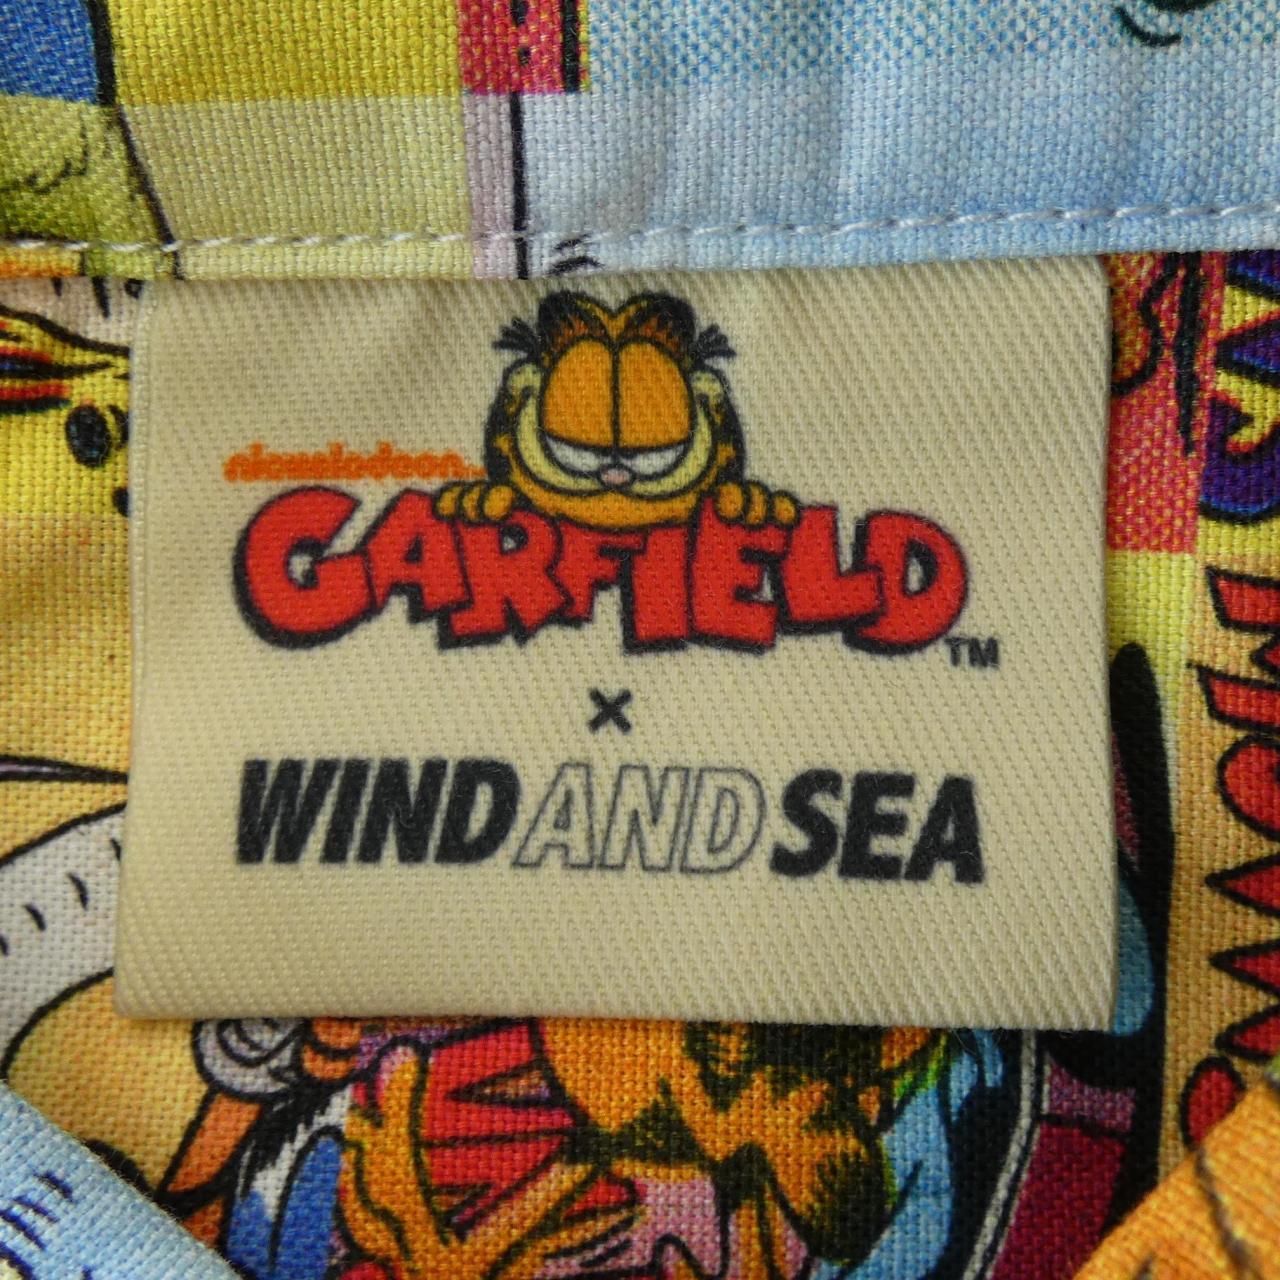 nickelodeon
GARFIELD
TM
×
WINDANDSEA